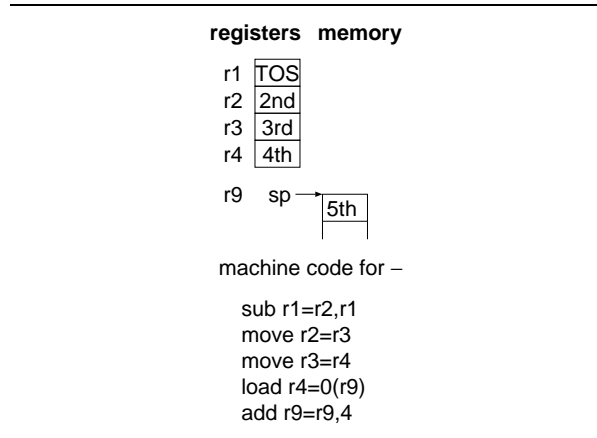 registers memory
r1 TOS
r2 2nd
r3 3rd
r4 4th
r9 sp 5th
machine code for −
sub r1=r2,r1
move r2=r3
move r3=r4
load r4=0(r9)
add r9=r9,4